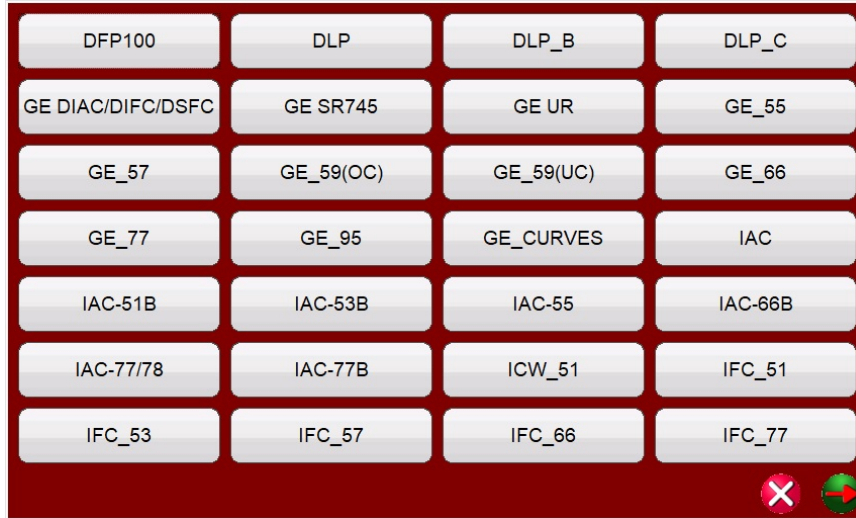 DFP100 DLP DLP_B DLP_C
GE DIAC/DIFC/DSFC GE SR745 GE UR GE_55
GE_57 GE_59(OC) GE_59(UC) GE_66
GE_77 GE_95 GE_CURVES IAC
IAC-51B IAC-53B IAC-55 IAC-66B
IAC-77/78 IAC-77B ICW_51 IFC_51
IFC_53 IFC_57 IFC_66 IFC_77